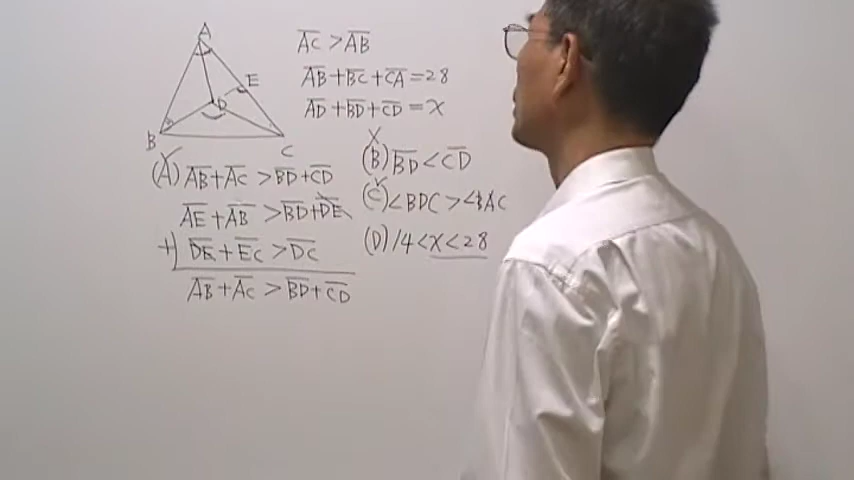 A
E
D
B
C
AC > AB
AB + BC + CA = 28
AD + BD + CD = x
(A) AB + AC > BD + CD
AE + AB > BD + DE
+) DE + EC > DC
AB + AC > BD + CD
X
(B) BD < CD
(C) <BDC > <BAC
(D) 14 < x < 28